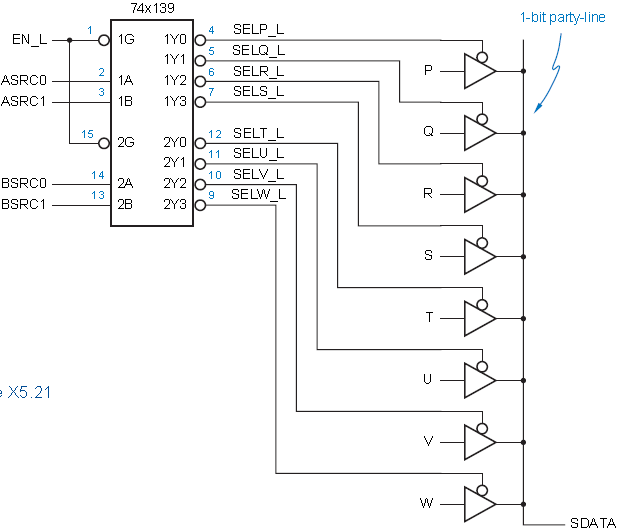 74x139
1-bit party-line
EN_L 1 1G 1Y0 4 SELP_L
1Y1 5 SELQ_L
P
ASRC0 2 1A 1Y2 6 SELR_L
ASRC1 3 1B 1Y3 7 SELS_L
Q
15 2G 2Y0 12 SELT_L
2Y1 11 SELU_L
BSRC0 14 2A 2Y2 10 SELV_L
R
BSRC1 13 2B 2Y3 9 SELW_L
S
T
U
X5.21
V
W
SDATA